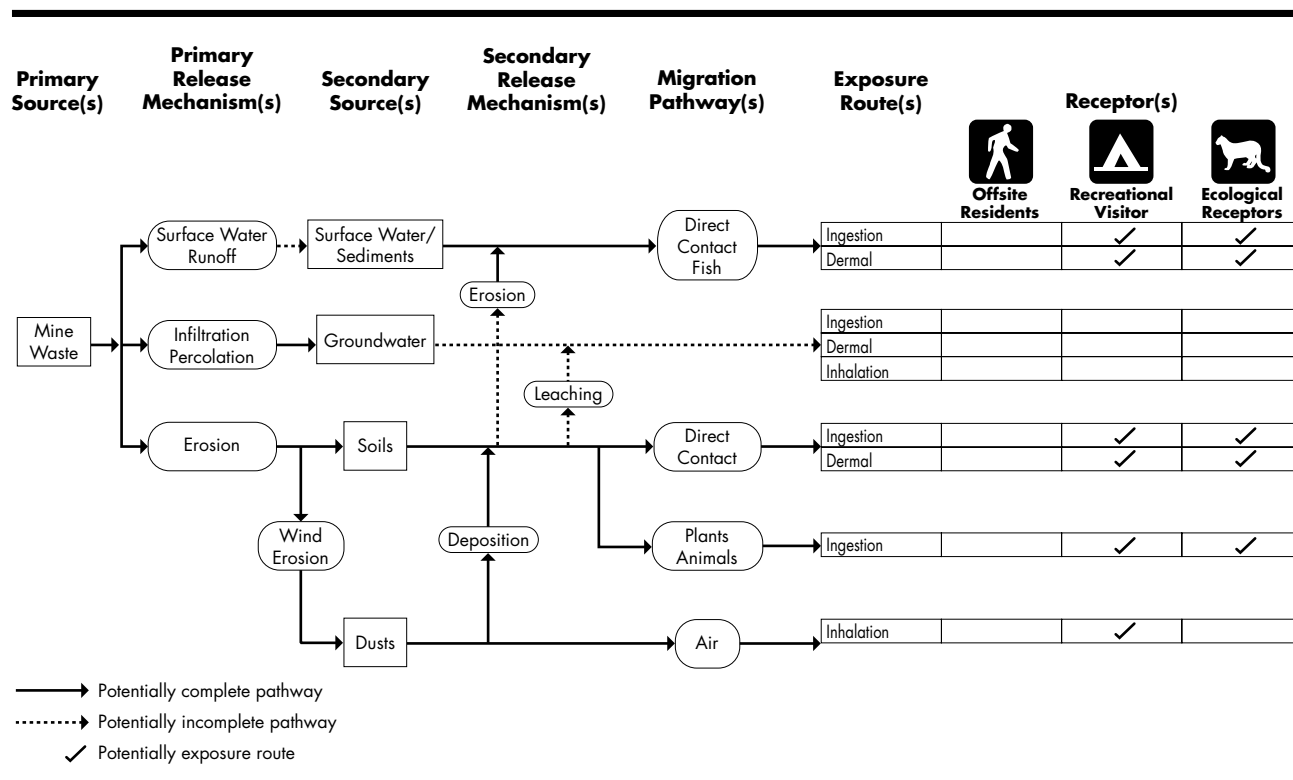 Primary
Source(s)
Primary
Release
Mechanism(s)
Secondary
Source(s)
Secondary
Release
Mechanism(s)
Migration
Pathway(s)
Exposure
Route(s)
Receptor(s)
Offsite
Residents
Recreational
Visitor
Ecological
Receptors
Mine
Waste
Surface Water
Runoff
Surface Water/
Sediments
Erosion
Direct
Contact
Fish
Ingestion
Dermal
Infiltration
Percolation
Groundwater
Leaching
Ingestion
Dermal
Inhalation
Erosion
Soils
Direct
Contact
Ingestion
Dermal
Wind
Erosion
Deposition
Plants
Animals
Ingestion
Dusts
Air
Inhalation
Potentially complete pathway
Potentially incomplete pathway
Potentially exposure route